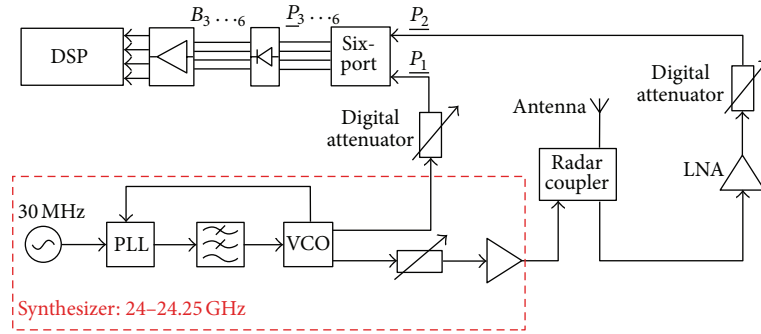 B3 ⋯6
P3 ⋯6
P2
DSP
Six-
port
P1
Digital
attenuator
Digital
attenuator
Antenna
Radar
coupler
LNA
30 MHz
PLL
VCO
Synthesizer: 24–24.25 GHz